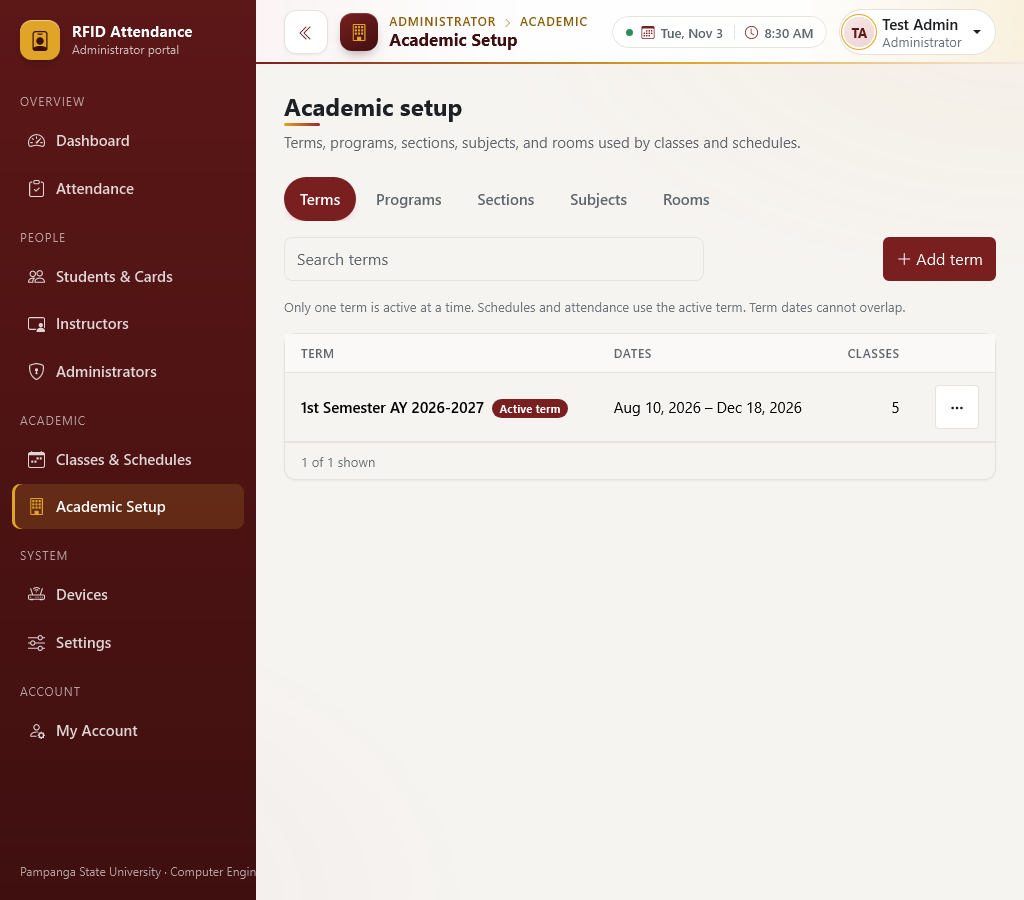 RFID Attendance
Administrator portal
OVERVIEW
Dashboard
Attendance
PEOPLE
Students & Cards
Instructors
Administrators
ACADEMIC
Classes & Schedules
Academic Setup
SYSTEM
Devices
Settings
ACCOUNT
My Account
Pampanga State University · Computer Engin
ADMINISTRATOR > ACADEMIC
Academic Setup
Tue, Nov 3
8:30 AM
TA
Test Admin
Administrator
Academic setup
Terms, programs, sections, subjects, and rooms used by classes and schedules.
Terms Programs Sections Subjects Rooms
Search terms
+ Add term
Only one term is active at a time. Schedules and attendance use the active term. Term dates cannot overlap.
TERM DATES CLASSES
1st Semester AY 2026-2027 Active term Aug 10, 2026 – Dec 18, 2026 5 ...
1 of 1 shown